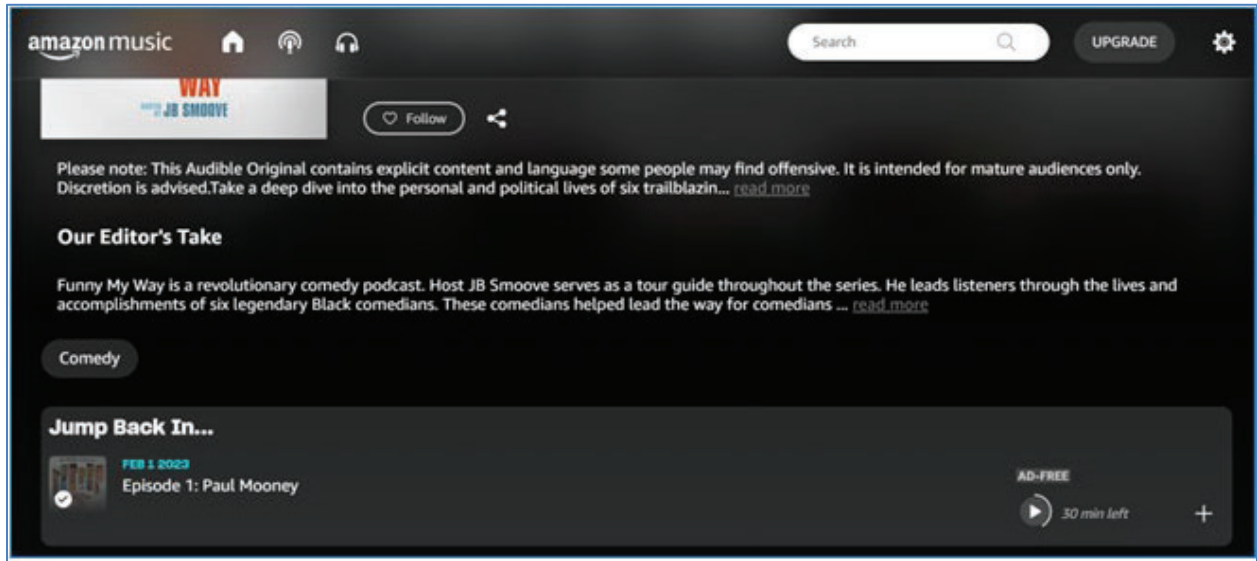 amazon music
Search
UPGRADE
WAY
JB SMOOVE
Follow
Please note: This Audible Original contains explicit content and language some people may find offensive. It is intended for mature audiences only.
Discretion is advised.Take a deep dive into the personal and political lives of six trailblazin... read more
Our Editor's Take
Funny My Way is a revolutionary comedy podcast. Host JB Smoove serves as a tour guide throughout the series. He leads listeners through the lives and
accomplishments of six legendary Black comedians. These comedians helped lead the way for comedians ... read more
Comedy
Jump Back In...
FEB 1 2023
Episode 1: Paul Mooney
AD-FREE
30 min left